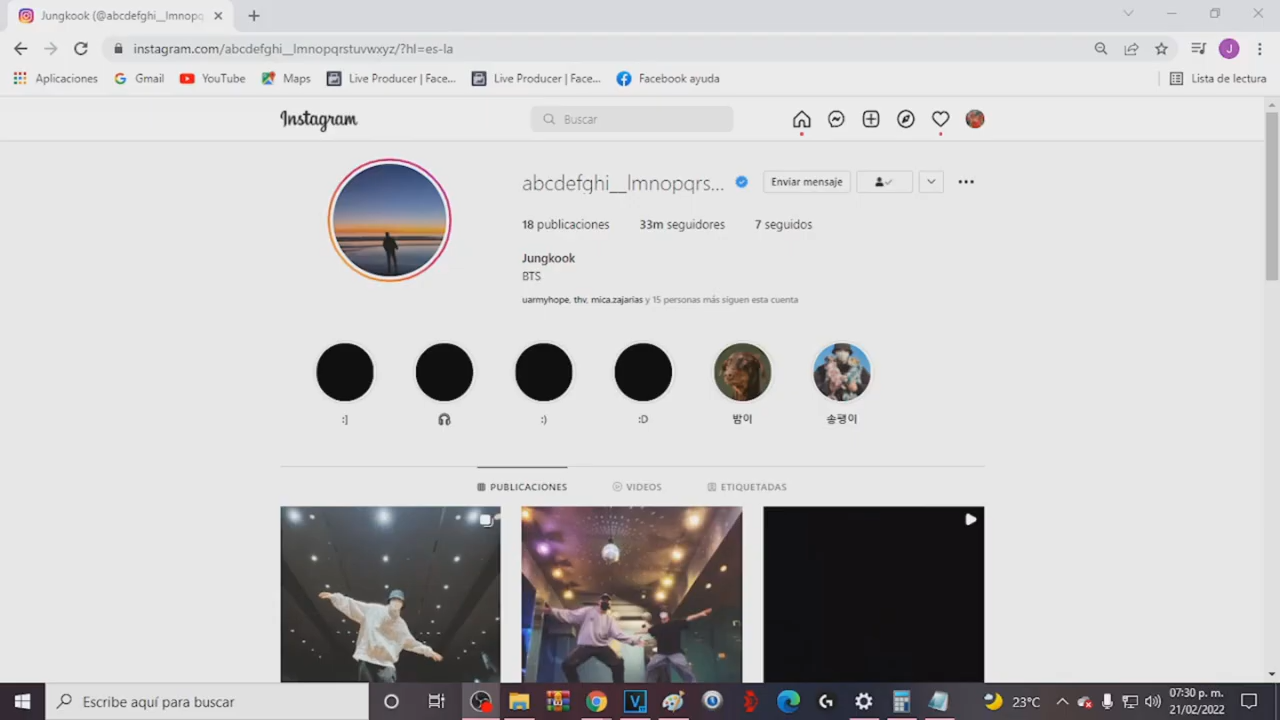 Jungkook (@abcdefghi__lmnopq
instagram.com/abcdefghi__lmnopqrstuvwxyz/?hl=es-la
J
Aplicaciones Gmail YouTube Maps Live Producer | Face... Live Producer | Face... Facebook ayuda Lista de lectura
Instagram Buscar
abcdefghi__lmnopqrs... Enviar mensaje
18 publicaciones 33m seguidores 7 seguidos
Jungkook
BTS
uarmyhope, thv, mica.zajarias y 15 personas más siguen esta cuenta
:] :) :D 밤이 송팽이
PUBLICACIONES VIDEOS ETIQUETADAS
Escribe aquí para buscar 23°C 07:30 p. m.
21/02/2022